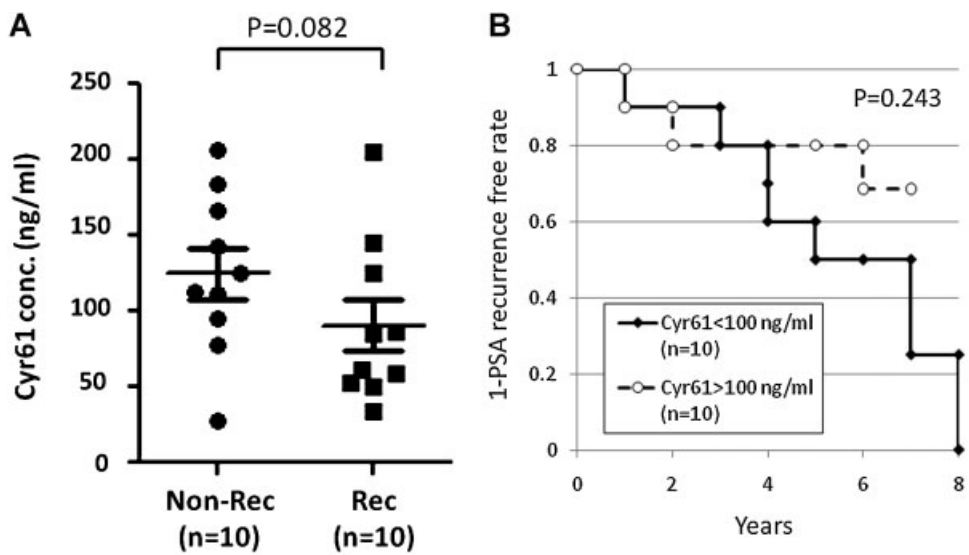 A
P=0.082
250
200
150
100
50
0
Cyr61 conc. (ng/ml)
Non-Rec
(n=10)
Rec
(n=10)
B
P=0.243
1
0.8
0.6
0.4
0.2
0
1-PSA recurrence free rate
Cyr61<100 ng/ml
(n=10)
Cyr61>100 ng/ml
(n=10)
0 2 4 6 8
Years